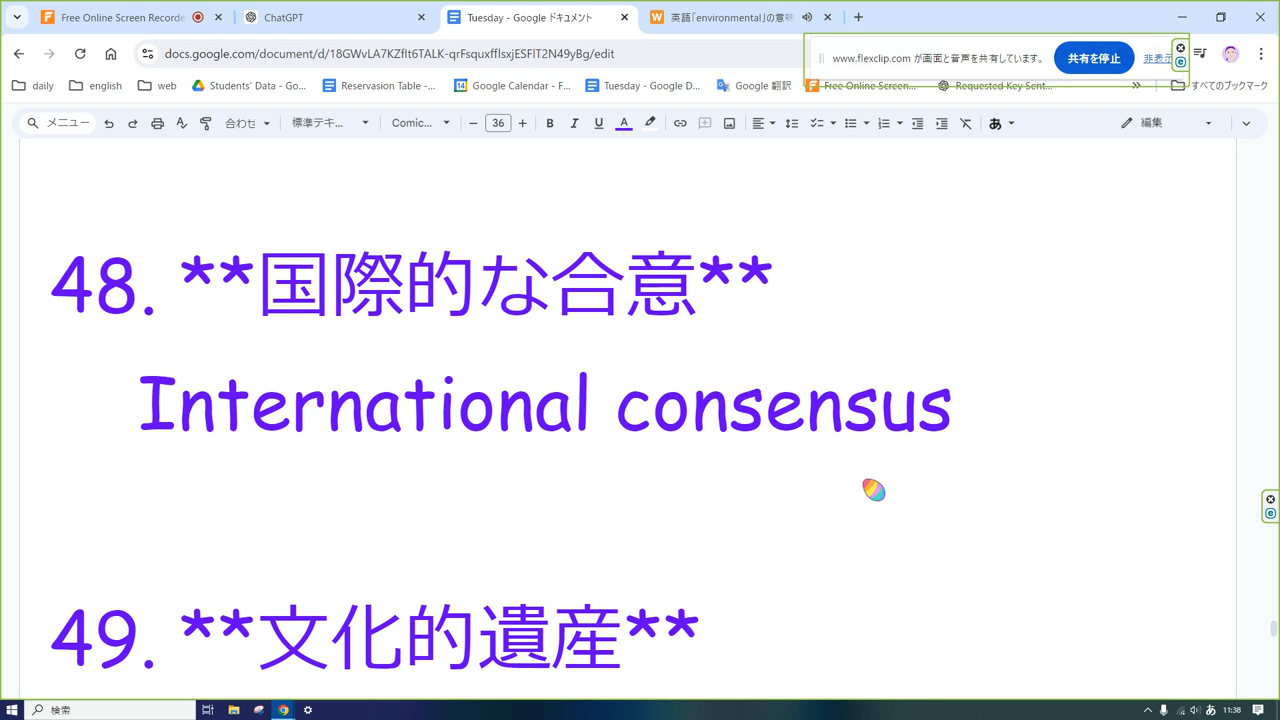 Free Online Screen Recorde
ChatGPT
Tuesday - Google ドキュメント
英語「environmental」の意味
docs.google.com/document/d/18GWvLA7KZflt6TALK-qrFsquxfflsxjESFlT2N49yBg/edit
www.flexclip.com が画面と音声を共有しています。
共有を停止
非表示
daily
engl
web
Students' Data - Go...
Reservasion Table -...
Google Calendar - F...
Tuesday - Google D...
Google 翻訳
Free Online Screen...
Requested Key Sent...
すべてのブックマーク
メニュー
合わせ
標準テキ...
Comic...
36
編集
48. **国際的な合意**
International consensus
49. **文化的遺産**
検索
あ
11:38